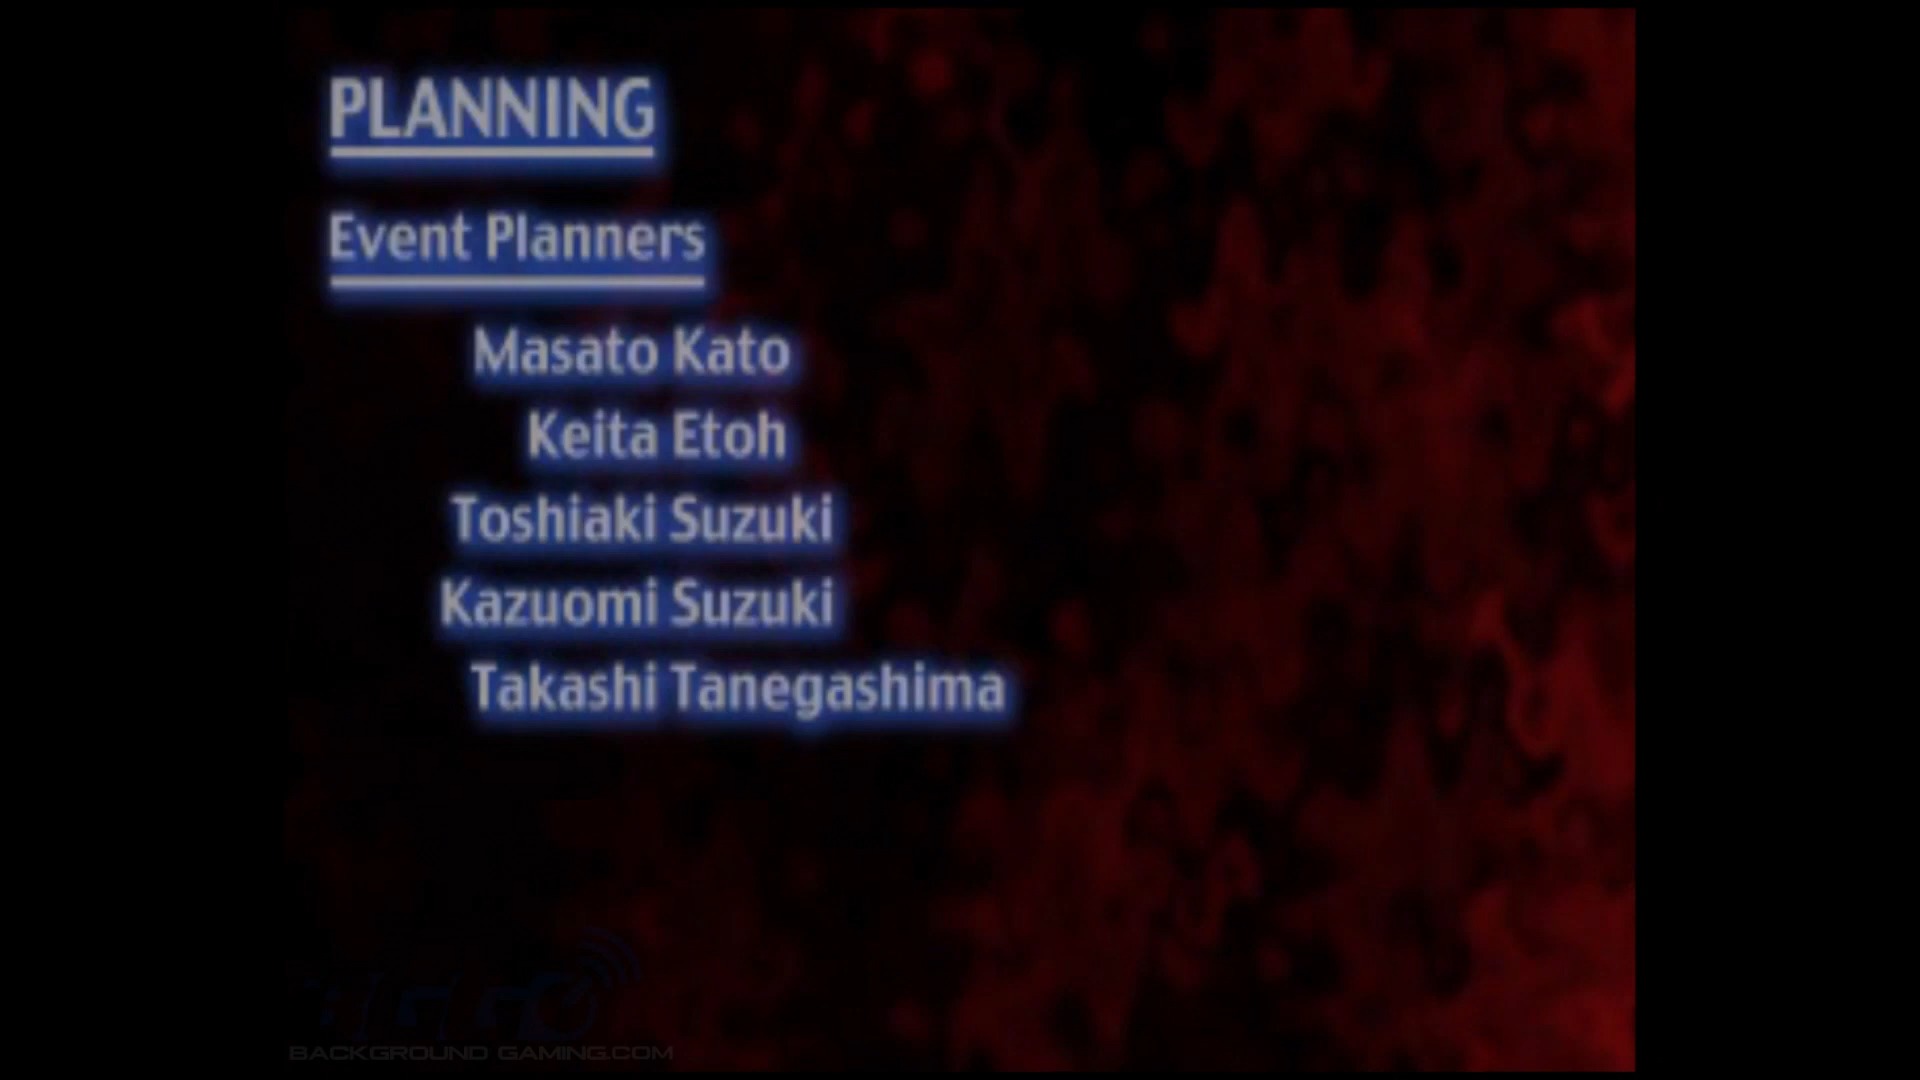 PLANNING
Event Planners
Masato Kato
Keita Etoh
Toshiaki Suzuki
Kazuomi Suzuki
Takashi Tanegashima
BACKGROUND GAMING.COM